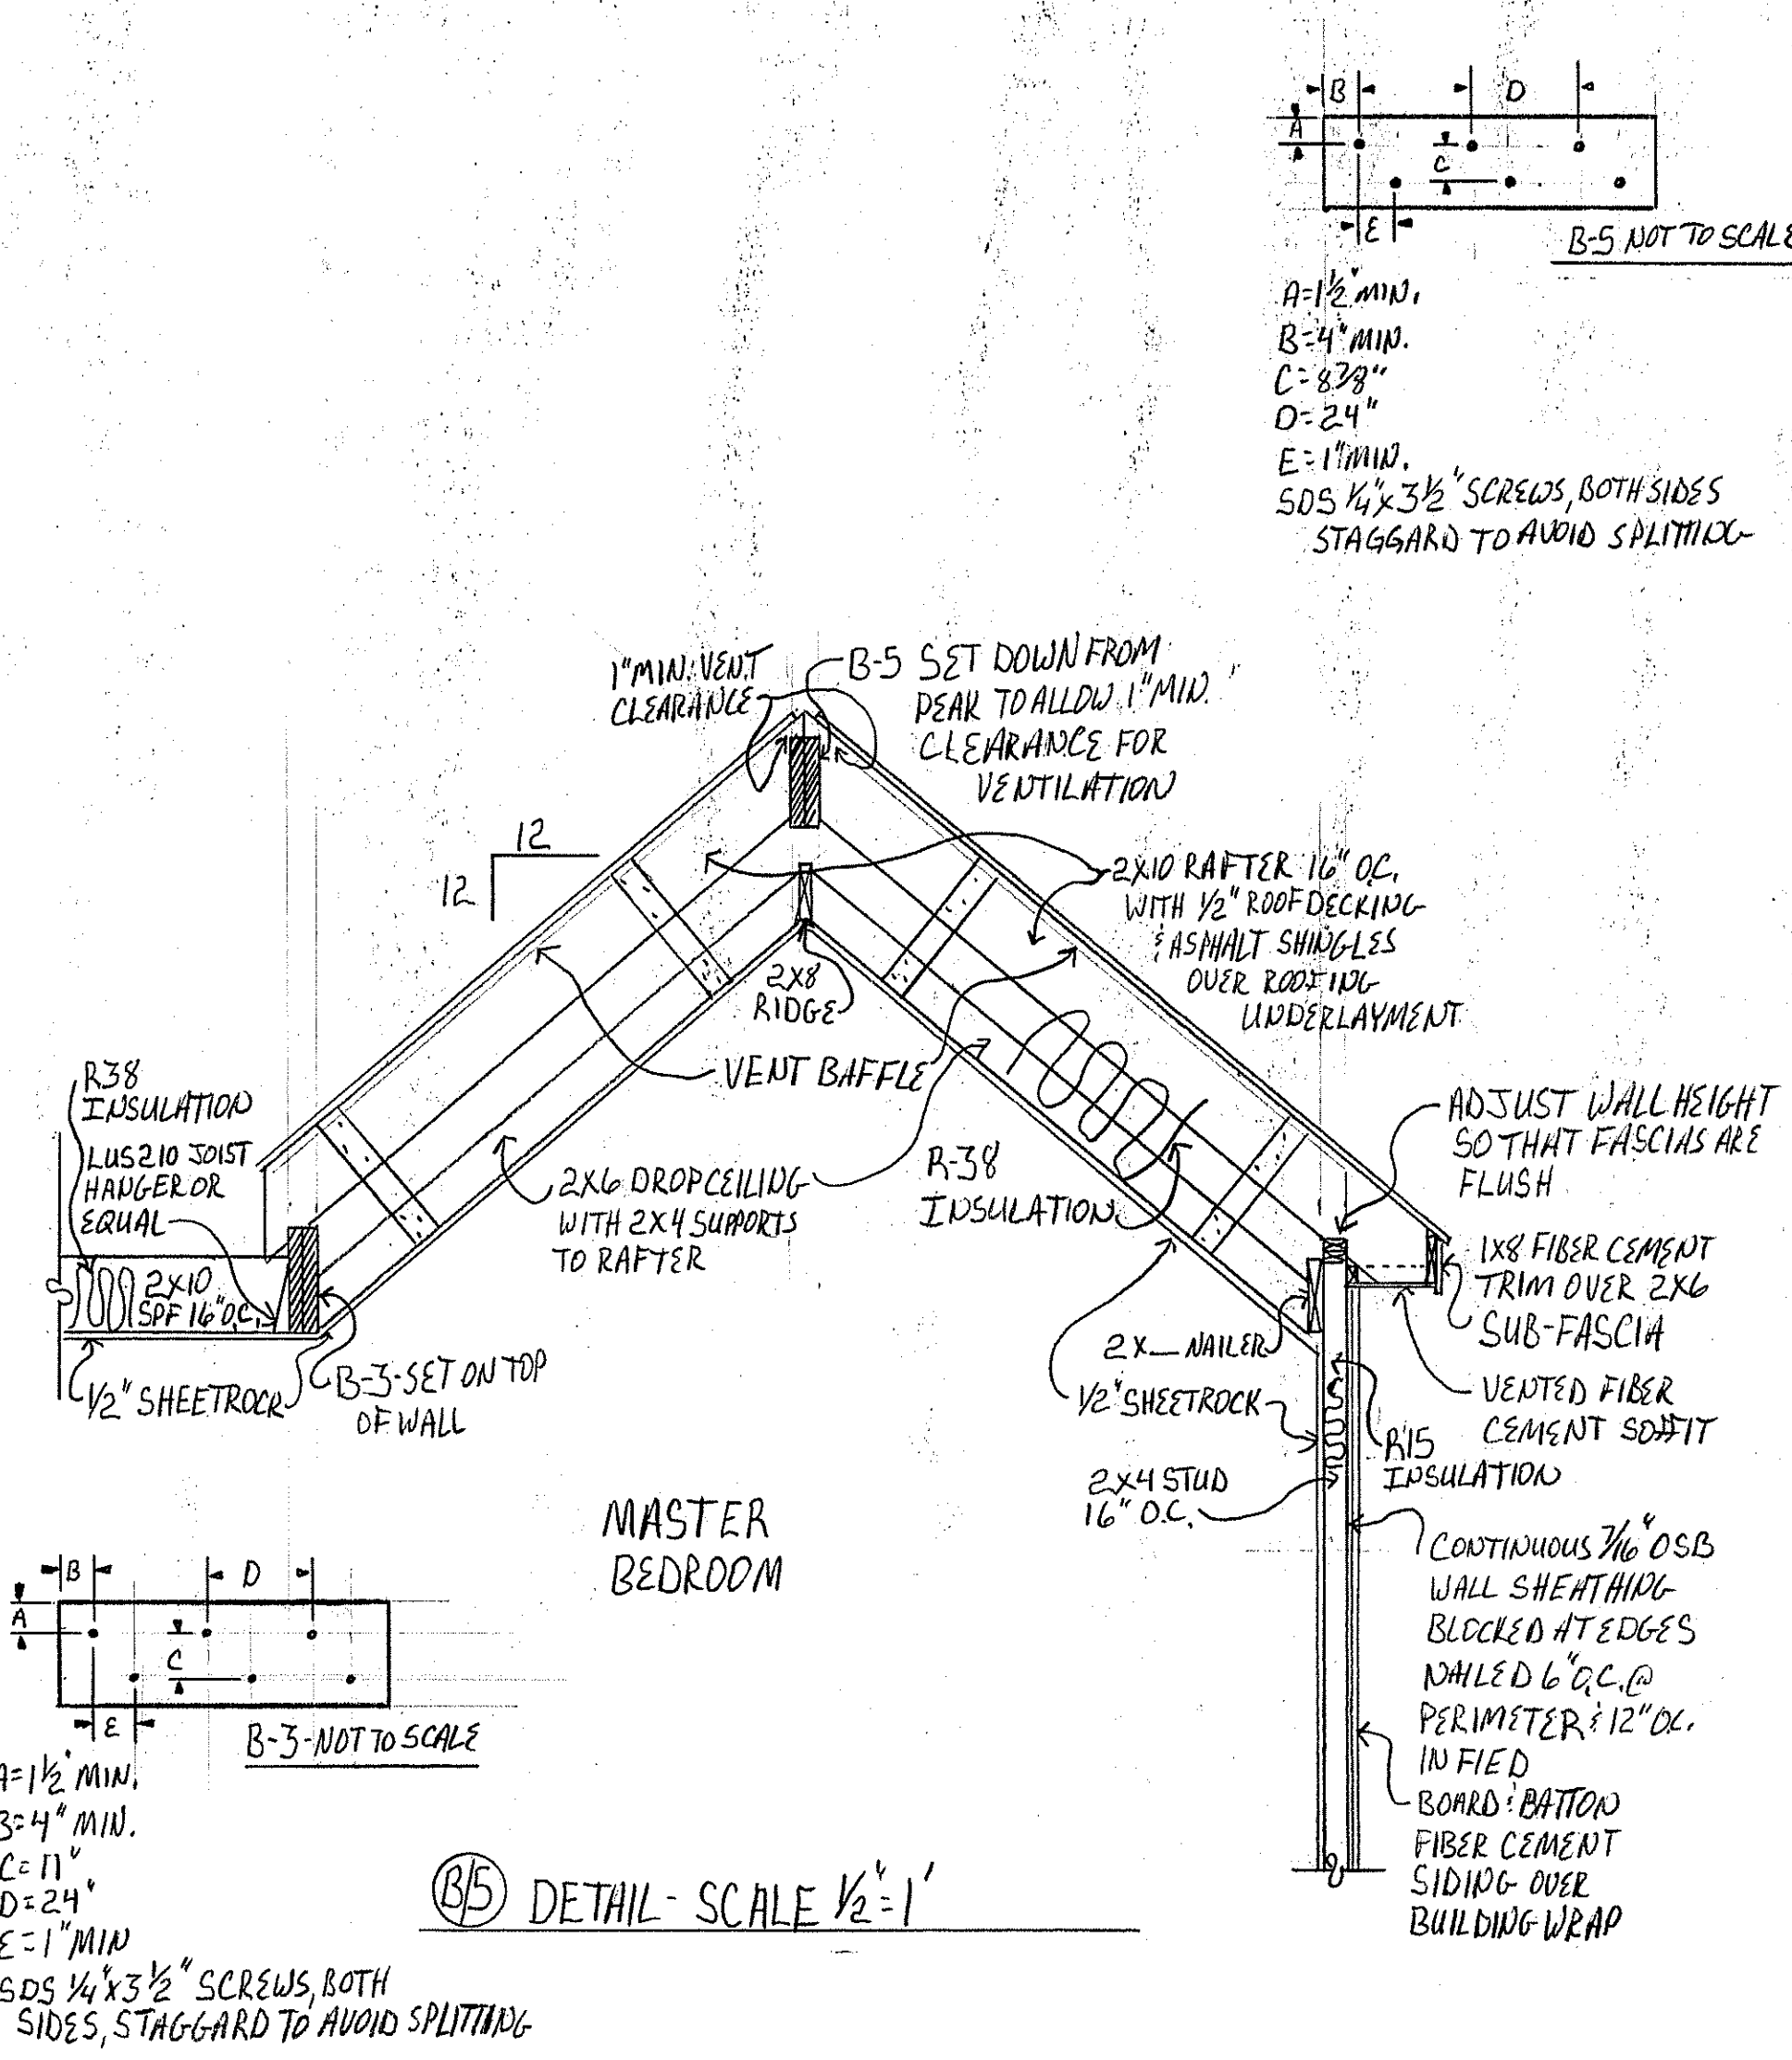 B
D
A
C
E
B-5 NOT TO SCALE
A=1½" MIN.
B=4" MIN.
C=8⅞"
D=24"
E=1" MIN.
SDS ¼"X3½" SCREWS, BOTH SIDES
STAGGARD TO AVOID SPLITTING
1" MIN. VENT
CLEARANCE
B-5 SET DOWN FROM
PEAK TO ALLOW 1" MIN.
CLEARANCE FOR
VENTILATION
12
12
2X10 RAFTER 16" O.C.
WITH ½" ROOF DECKING
& ASPHALT SHINGLES
OVER ROOFING
UNDERLAYMENT
2X8
RIDGE
VENT BAFFLE
R38
INSULATION
LUS210 JOIST
HANGER OR
EQUAL
2X10
SPF 16" O.C.
½" SHEETROCK
B-3-SET ON TOP
OF WALL
2X6 DROP CEILING
WITH 2X4 SUPPORTS
TO RAFTER
R-38
INSULATION
ADJUST WALL HEIGHT
SO THAT FASCIAS ARE
FLUSH
1X8 FIBER CEMENT
TRIM OVER 2X6
SUB-FASCIA
2X_ NAILER
½" SHEETROCK
VENTED FIBER
CEMENT SOFFIT
R15
INSULATION
2X4 STUD
16" O.C.
CONTINUOUS 7/16" OSB
WALL SHEATHING
BLOCKED AT EDGES
NAILED 6" O.C. @
PERIMETER & 12" O.C.
IN FIED
BOARD & BATTON
FIBER CEMENT
SIDING OVER
BUILDING WRAP
MASTER
BEDROOM
B
D
A
C
E
B-3-NOT TO SCALE
A=1½" MIN.
B=4" MIN.
C=11"
D=24"
E=1" MIN
SDS ¼"X3½" SCREWS, BOTH
SIDES, STAGGARD TO AVOID SPLITTING
B/5 DETAIL - SCALE ½"=1'